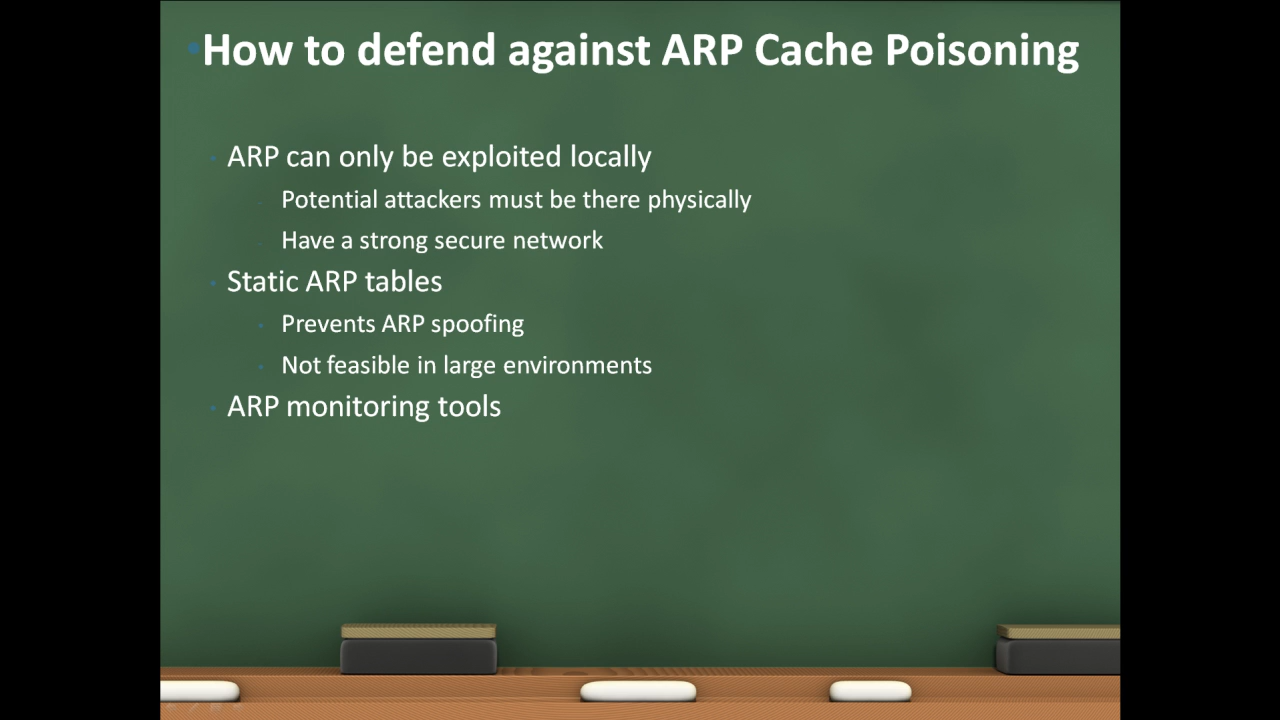 How to defend against ARP Cache Poisoning
ARP can only be exploited locally
Potential attackers must be there physically
Have a strong secure network
Static ARP tables
Prevents ARP spoofing
Not feasible in large environments
ARP monitoring tools